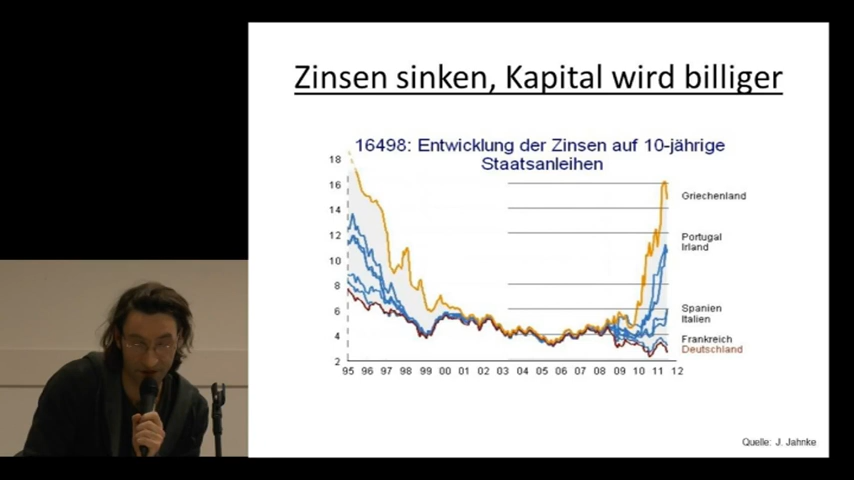 Zinsen sinken, Kapital wird billiger
16498: Entwicklung der Zinsen auf 10-jährige
Staatsanleihen
18
16
14
12
10
8
6
4
2
95 96 97 98 99 00 01 02 03 04 05 06 07 08 09 10 11 12
Griechenland
Portugal
Irland
Spanien
Italien
Frankreich
Deutschland
Quelle: J. Jahnke